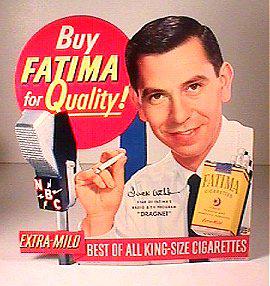 Buy
FATIMA
for Quality!
N
B
C
Jack Webb
STAR OF FATIMA'S
RADIO & TV PROGRAM
"DRAGNET"
FATIMA
CIGARETTES
EXTRA-MILD
BEST OF ALL KING-SIZE CIGARETTES